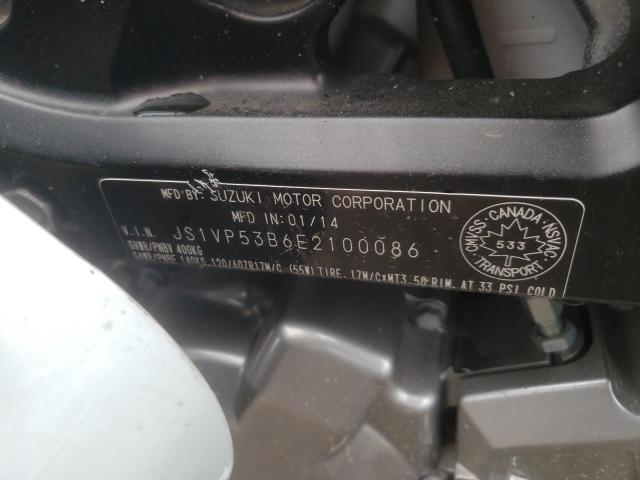 MFD BY: SUZUKI MOTOR CORPORATION
MFD IN: 01/14
V.I.N. JS1VP53B6E2100086
GVWR/PNBV 400KG
GAWR/PNBE 140KG, 120/60ZR17M/C (55W) TIRE, 17M/C×MT3.50 RIM, AT 33 PSI COLD
CMVSS CANADA NSVAC
533
TRANSPORT